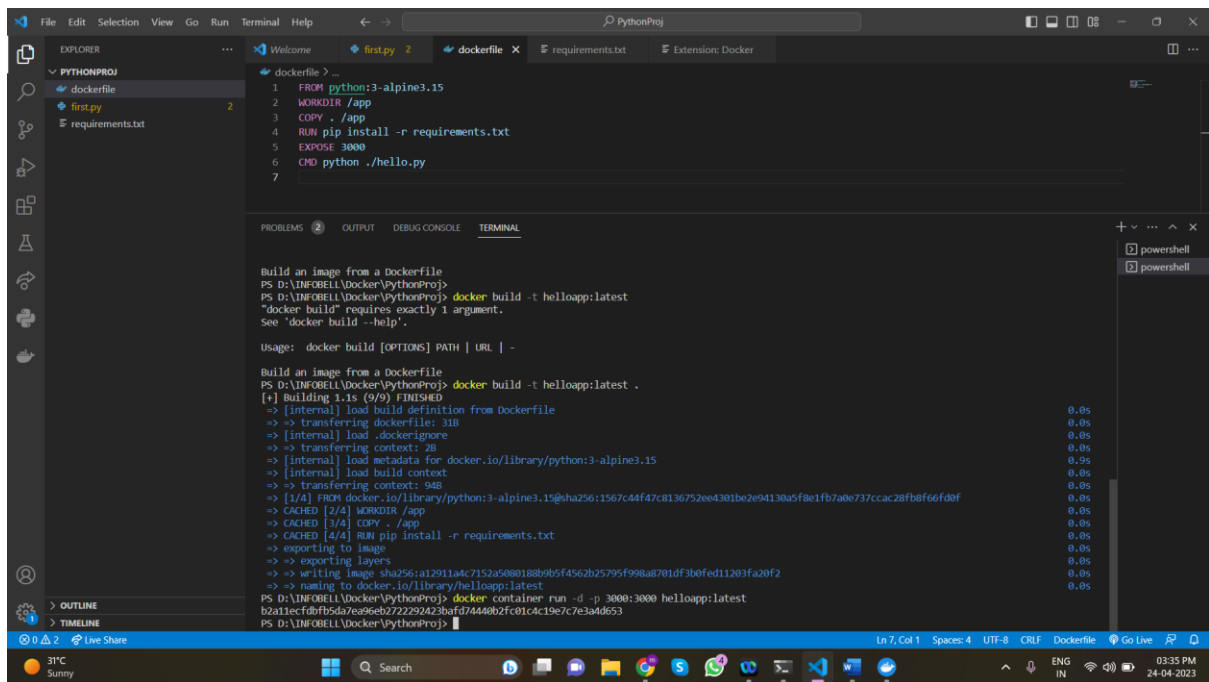 File Edit Selection View Go Run Terminal Help
PythonProj
EXPLORER
Welcome
first.py 2
dockerfile
requirements.txt
Extension: Docker
PYTHONPROJ
dockerfile
first.py 2
requirements.txt
dockerfile > ...
1 FROM python:3-alpine3.15
2 WORKDIR /app
3 COPY . /app
4 RUN pip install -r requirements.txt
5 EXPOSE 3000
6 CMD python ./hello.py
7
PROBLEMS 2 OUTPUT DEBUG CONSOLE TERMINAL
powershell
powershell
Build an image from a Dockerfile
PS D:\INFOBELL\Docker\PythonProj>
PS D:\INFOBELL\Docker\PythonProj> docker build -t helloapp:latest
"docker build" requires exactly 1 argument.
See 'docker build --help'.
Usage: docker build [OPTIONS] PATH | URL | -
Build an image from a Dockerfile
PS D:\INFOBELL\Docker\PythonProj> docker build -t helloapp:latest .
[+] Building 1.1s (9/9) FINISHED
=> [internal] load build definition from Dockerfile 0.0s
=> => transferring dockerfile: 31B 0.0s
=> [internal] load .dockerignore 0.0s
=> => transferring context: 2B 0.0s
=> [internal] load metadata for docker.io/library/python:3-alpine3.15 0.9s
=> [internal] load build context 0.0s
=> => transferring context: 94B 0.0s
=> [1/4] FROM docker.io/library/python:3-alpine3.15@sha256:1567c44f47c8136752ee4301be2e94130a5f8e1fb7a0e737ccac28fb8f66fd0f 0.0s
=> CACHED [2/4] WORKDIR /app 0.0s
=> CACHED [3/4] COPY . /app 0.0s
=> CACHED [4/4] RUN pip install -r requirements.txt 0.0s
=> exporting to image 0.0s
=> => exporting layers 0.0s
=> => writing image sha256:a12911a4c7152a5080188b9b5f4562b25795f998a8701df3b0fed11203fa20f2 0.0s
=> => naming to docker.io/library/helloapp:latest 0.0s
PS D:\INFOBELL\Docker\PythonProj> docker container run -d -p 3000:3000 helloapp:latest
b2a11ecfdbfb5da7ea96eb2722292423bafd74440b2fc01c4c19e7c7e3a4d653
PS D:\INFOBELL\Docker\PythonProj>
OUTLINE
TIMELINE
0 2 Live Share
Ln 7, Col 1 Spaces: 4 UTF-8 CRLF Dockerfile Go Live
31°C
Sunny
Search
ENG
IN
03:35 PM
24-04-2023